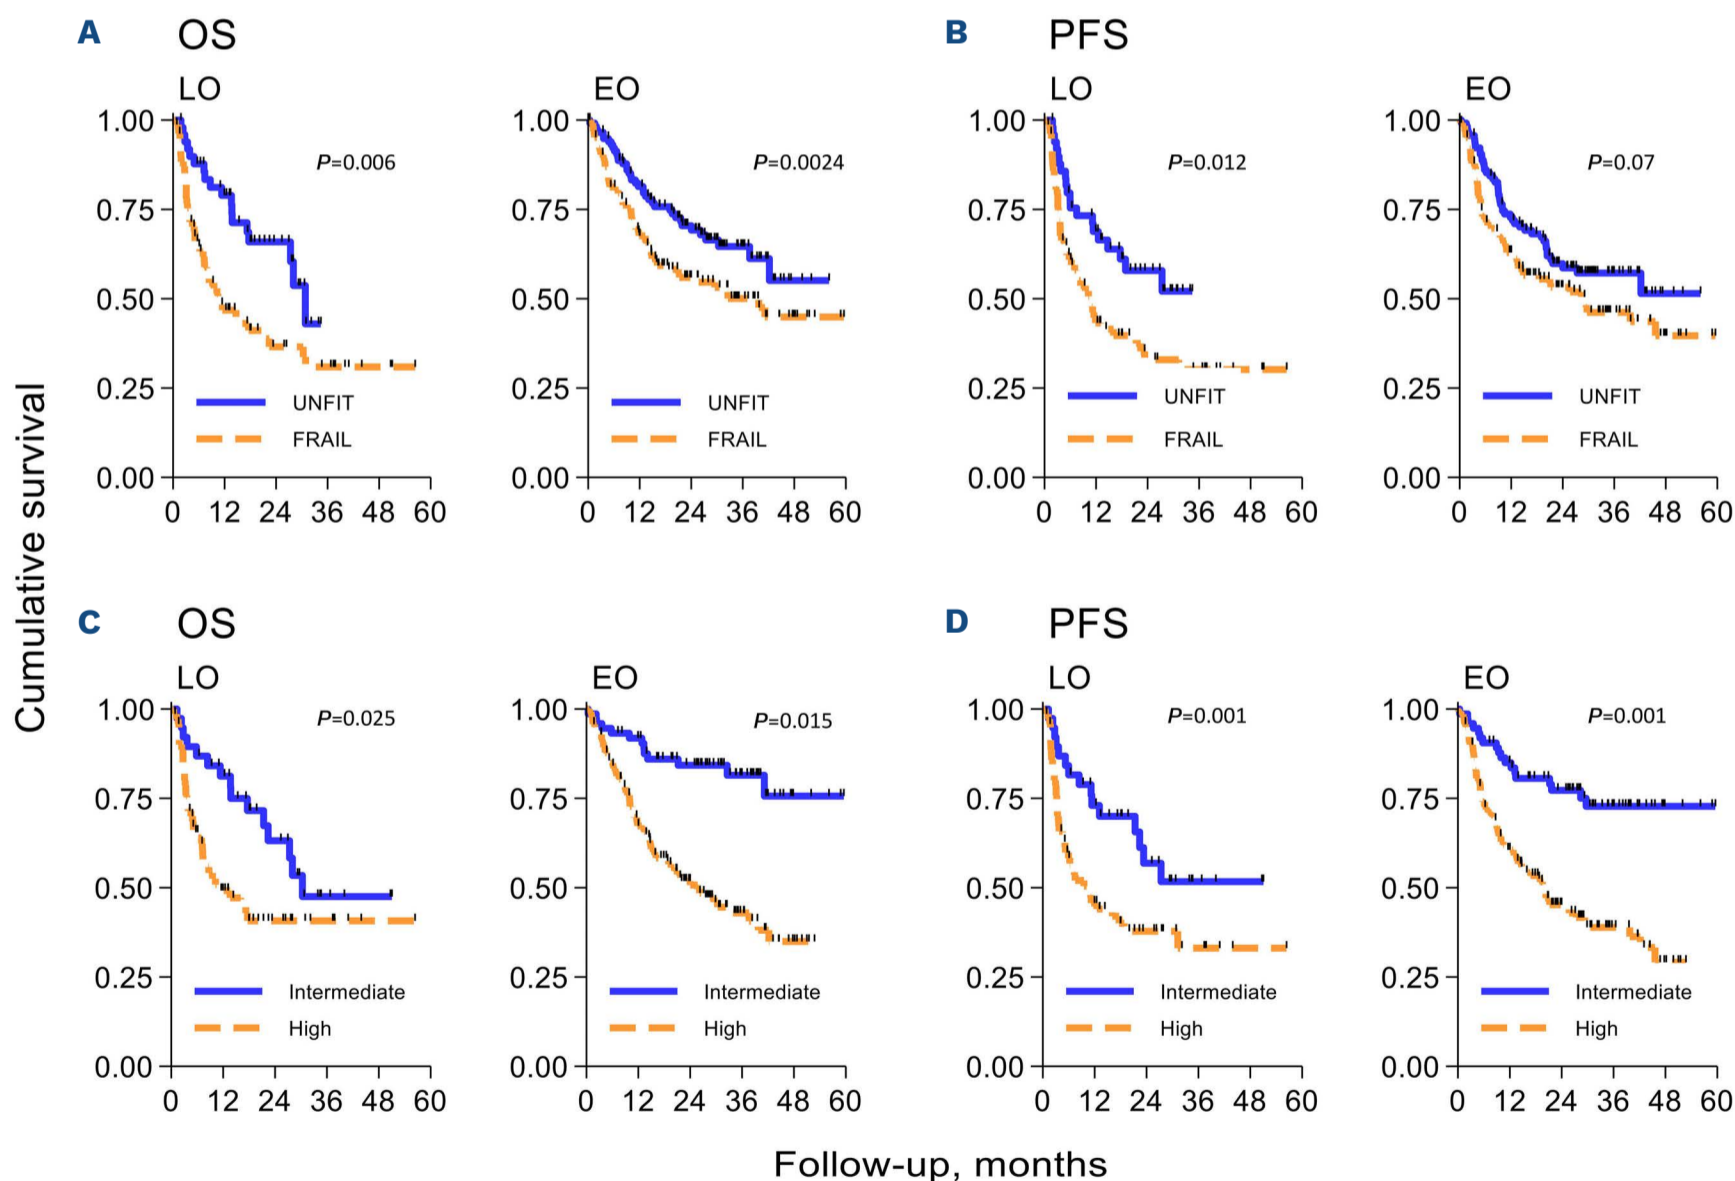 A OS
B PFS
LO
EO
LO
EO
P=0.006
P=0.0024
P=0.012
P=0.07
1.00
0.75
0.50
0.25
0.00
UNFIT
FRAIL
0 12 24 36 48 60
1.00
0.75
0.50
0.25
0.00
UNFIT
FRAIL
0 12 24 36 48 60
1.00
0.75
0.50
0.25
0.00
UNFIT
FRAIL
0 12 24 36 48 60
1.00
0.75
0.50
0.25
0.00
UNFIT
FRAIL
0 12 24 36 48 60
Cumulative survival
C OS
D PFS
LO
EO
LO
EO
P=0.025
P=0.015
P=0.001
P=0.001
1.00
0.75
0.50
0.25
0.00
Intermediate
High
0 12 24 36 48 60
1.00
0.75
0.50
0.25
0.00
Intermediate
High
0 12 24 36 48 60
1.00
0.75
0.50
0.25
0.00
Intermediate
High
0 12 24 36 48 60
1.00
0.75
0.50
0.25
0.00
Intermediate
High
0 12 24 36 48 60
Follow-up, months